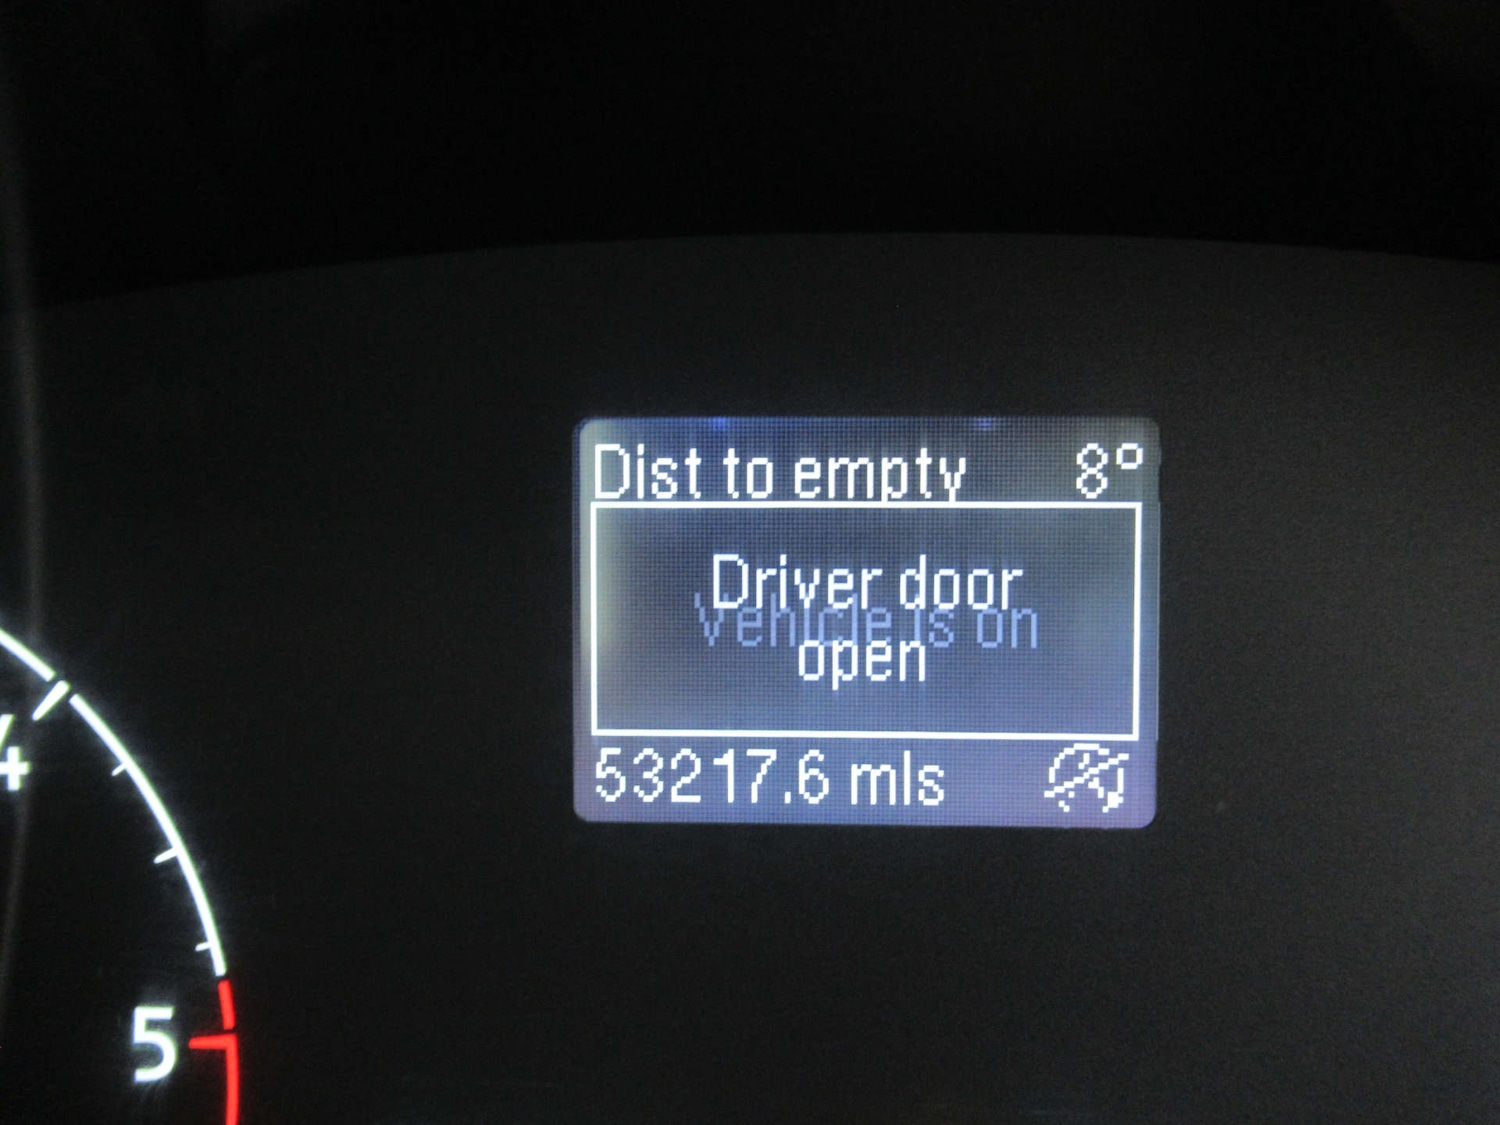 Dist to empty 8°
Driver door
Vehicle is on
open
53217.6 mls
4
5